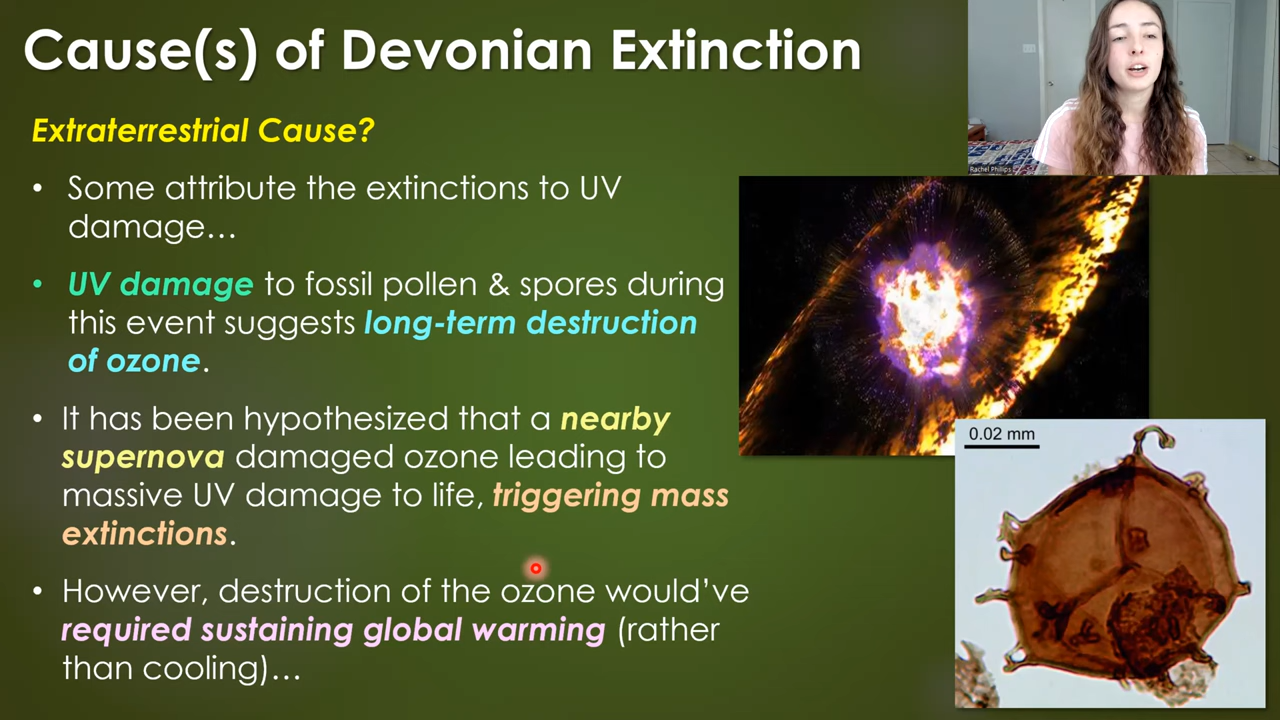 Cause(s) of Devonian Extinction
Rachel Phillips
Extraterrestrial Cause?
• Some attribute the extinctions to UV
damage…
• UV damage to fossil pollen & spores during
this event suggests long-term destruction
of ozone.
• It has been hypothesized that a nearby
supernova damaged ozone leading to
massive UV damage to life, triggering mass
extinctions.
• However, destruction of the ozone would’ve
required sustaining global warming (rather
than cooling)…
0.02 mm